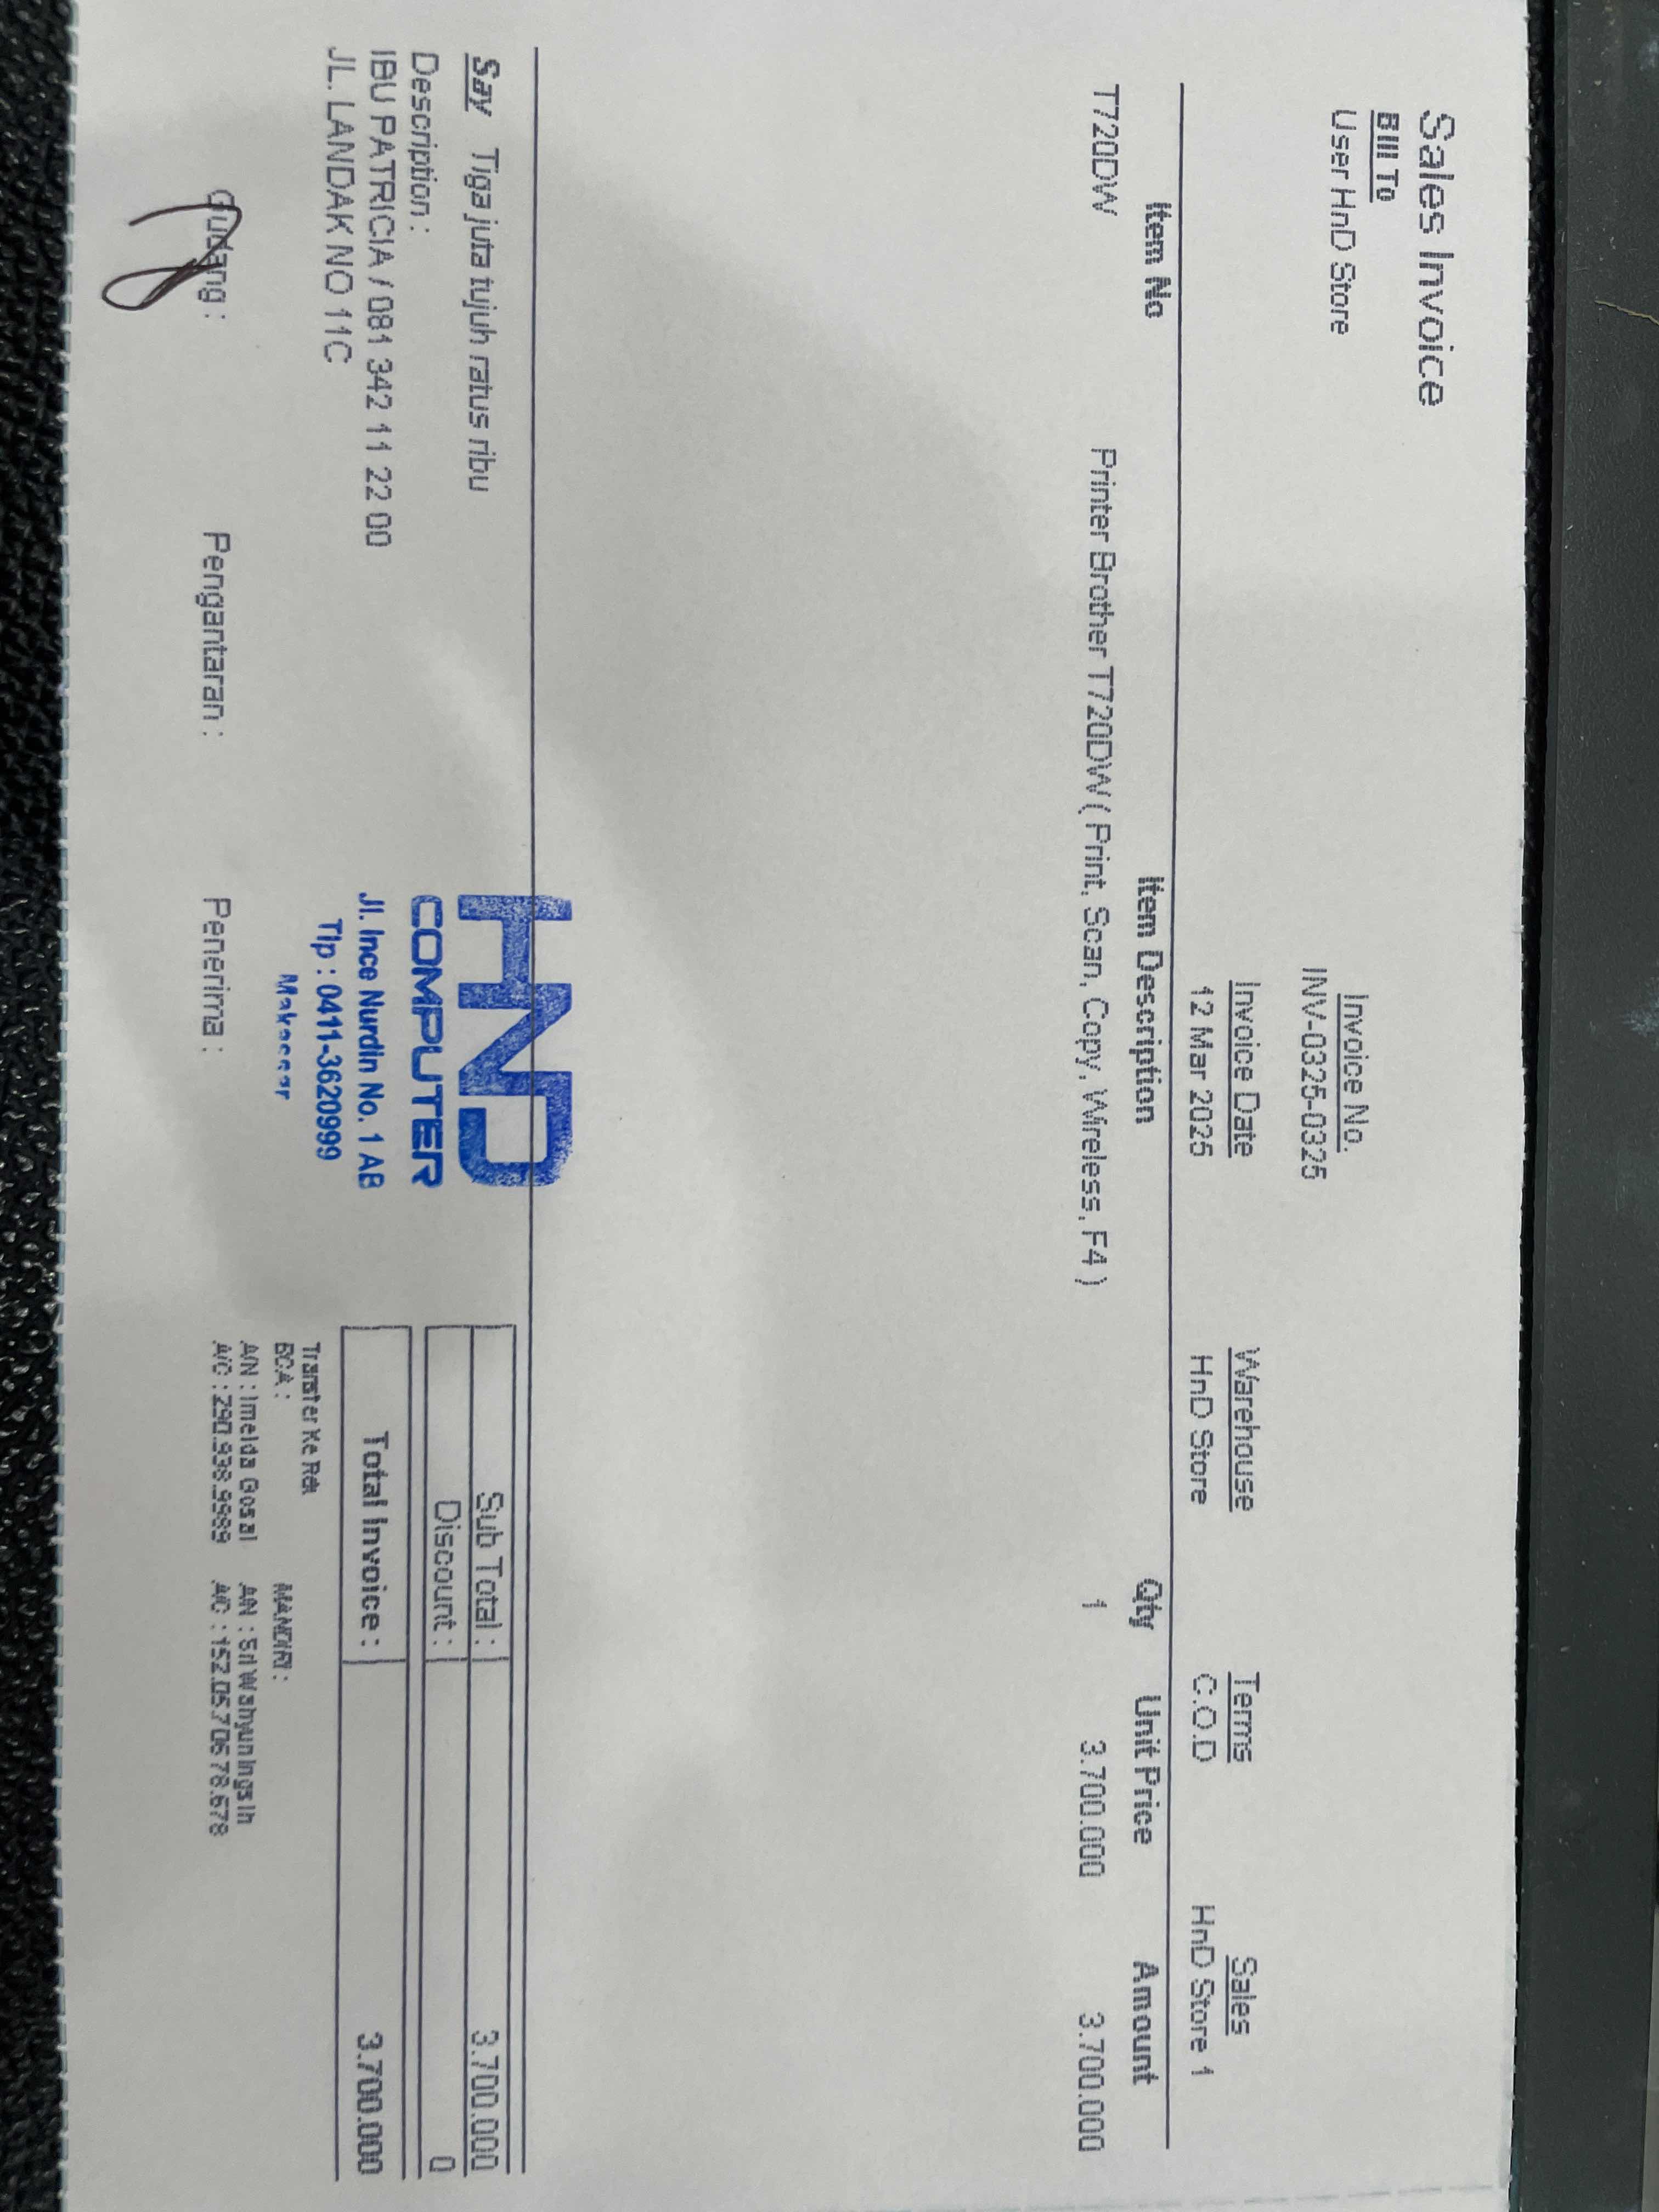 Sales Invoice
Bill To
User HnD Store
Invoice No.
INV-0325-0325
Invoice Date Warehouse Terms Sales
12 Mar 2025 HnD Store C.O.D HnD Store 1
Item No Item Description Qty Unit Price Amount
T720DW Printer Brother T720DW ( Print, Scan, Copy, Wireless, F4 ) 1 3.700.000 3.700.000
Say Tiga juta tujuh ratus ribu
Description :
IBU PATRICIA / 081 342 11 22 00
JL. LANDAK NO 11C
HND
COMPUTER
Jl. Ince Nurdin No. 1 AB
Tlp : 0411-3620999
Makassar
Sub Total : 3.700.000
Discount : 0
Total Invoice : 3.700.000
Transfer Ke Rek
BCA : MANDIRI :
A/N : Imelda Gosal A/N : Sri Wahyuningsih
A/C : 290.938.9989 A/C : 152.05.706.78.678
Gudang : Pengantaran : Penerima :